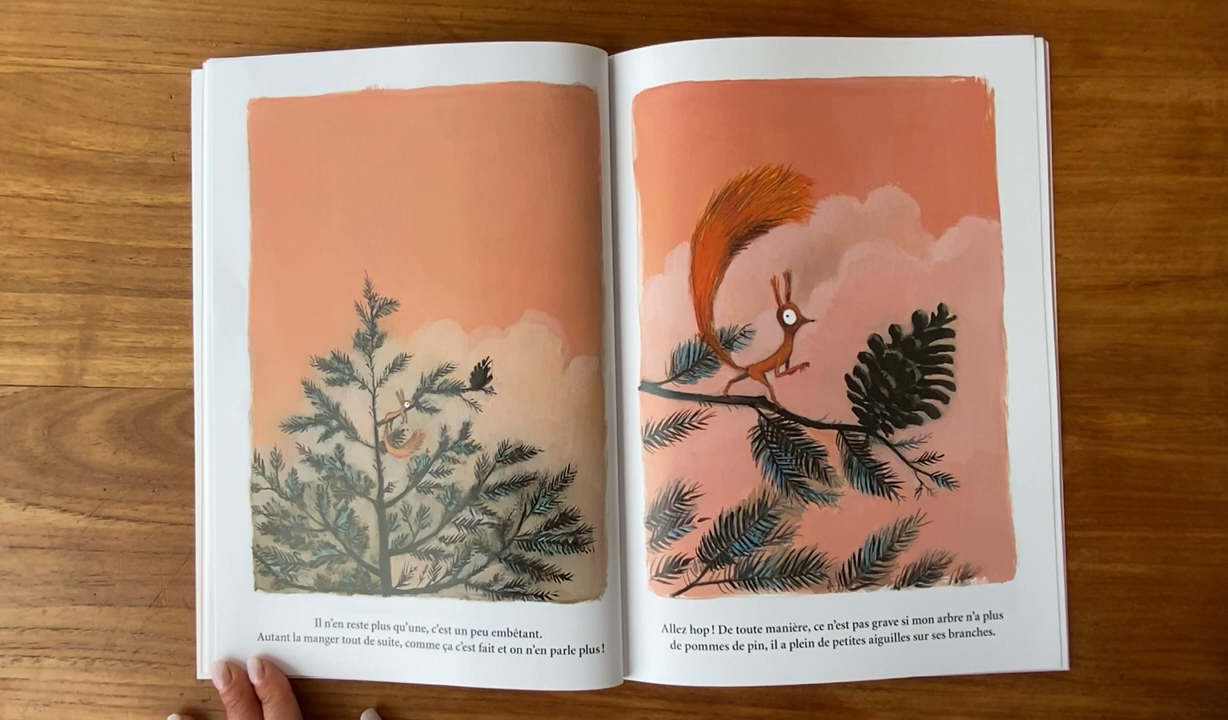 Il n'en reste plus qu'une, c'est un peu embêtant.
Autant la manger tout de suite, comme ça c'est fait et on n'en parle plus !
Allez hop ! De toute manière, ce n'est pas grave si mon arbre n'a plus
de pommes de pin, il a plein de petites aiguilles sur ses branches.